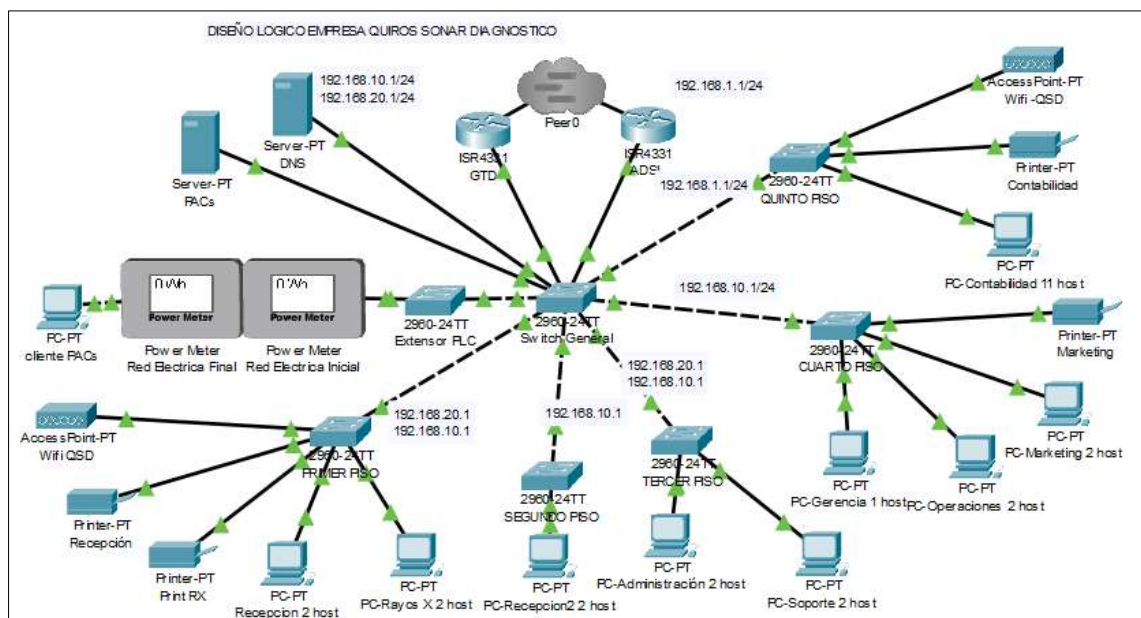 DISEÑO LOGICO EMPRESA QUIROS SONAR DIAGNOSTICO
192.168.10.1/24
192.168.20.1/24
Server-PT
DNS
Server-PT
PACs
Peer0
ISR4331
GTD
ISR4331
ADSL
192.168.1.1/24
192.168.1.1/24
AccessPoint-PT
Wifi -QSD
Printer-PT
Contabilidad
2960-24TT
QUINTO PISO
PC-PT
PC-Contabilidad 11 host
PC-PT
cliente PACs
Power Meter
Power Meter
Red Electrica Final
Power Meter
Power Meter
Red Electrica Inicial
2960-24TT
Extensor PLC
2960-24TT
Switch General
192.168.10.1/24
2960-24TT
CUARTO PISO
Printer-PT
Marketing
PC-PT
PC-Marketing 2 host
PC-PT
PC-Operaciones 2 host
PC-PT
PC-Gerencia 1 host
192.168.20.1
192.168.10.1
192.168.10.1
192.168.20.1
192.168.10.1
AccessPoint-PT
Wifi QSD
2960-24TT
PRIMER PISO
2960-24TT
SEGUNDO PISO
2960-24TT
TERCER PISO
Printer-PT
Recepción
Printer-PT
Print RX
PC-PT
Recepcion 2 host
PC-PT
PC-Rayos X 2 host
PC-PT
PC-Recepcion2 2 host
PC-PT
PC-Administración 2 host
PC-PT
PC-Soporte 2 host